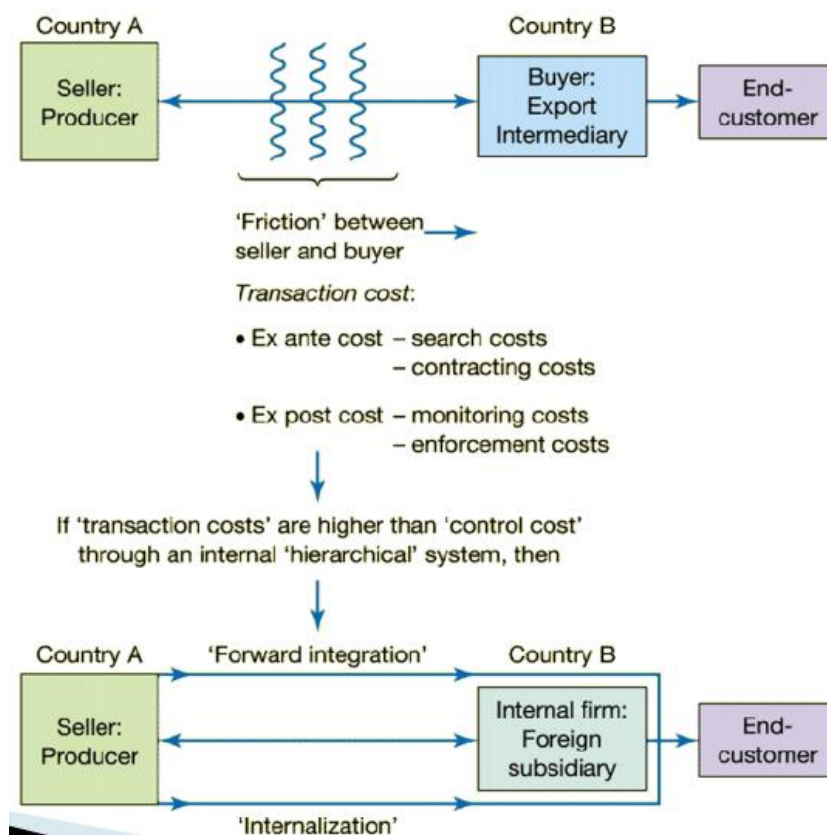 Country A
Country B
Seller:
Producer
Buyer:
Export
Intermediary
End-
customer
'Friction' between
seller and buyer
Transaction cost:
• Ex ante cost – search costs
– contracting costs
• Ex post cost – monitoring costs
– enforcement costs
If 'transaction costs' are higher than 'control cost'
through an internal 'hierarchical' system, then
Country A
'Forward integration'
Country B
Seller:
Producer
Internal firm:
Foreign
subsidiary
End-
customer
'Internalization'